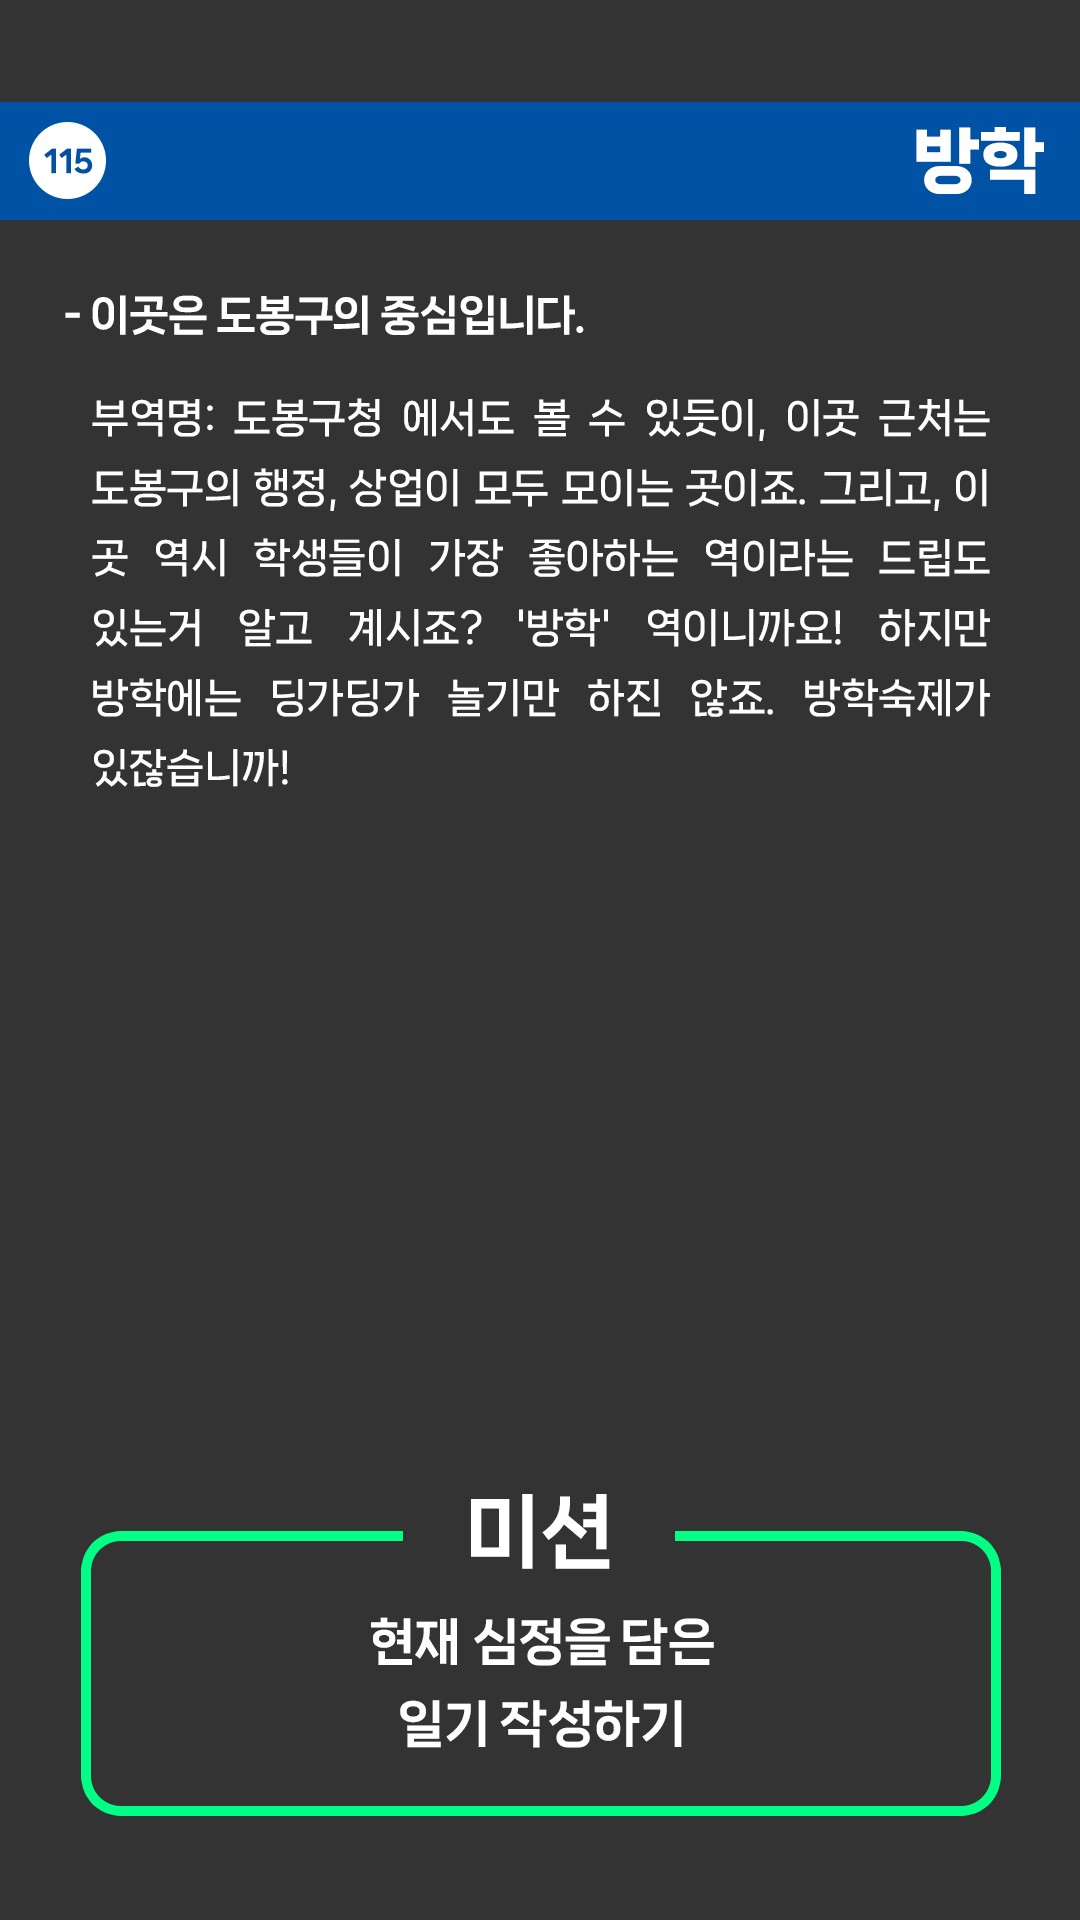 115
방학
- 이곳은 도봉구의 중심입니다.
부역명: 도봉구청 에서도 볼 수 있듯이, 이곳 근처는
도봉구의 행정, 상업이 모두 모이는 곳이죠. 그리고, 이
곳 역시 학생들이 가장 좋아하는 역이라는 드립도
있는거 알고 계시죠? '방학' 역이니까요! 하지만
방학에는 딩가딩가 놀기만 하진 않죠. 방학숙제가
있잖습니까!
미션
현재 심정을 담은
일기 작성하기